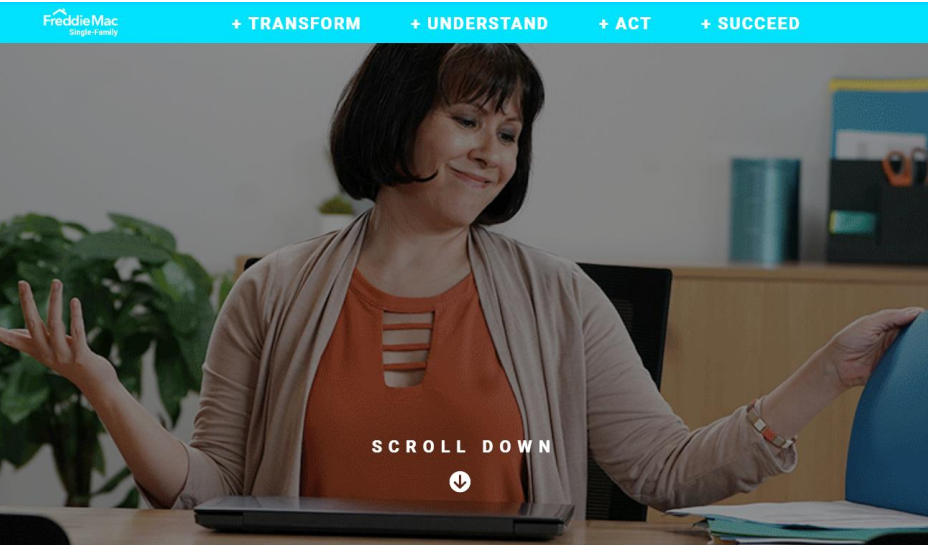 FreddieMac
Single-Family
+ TRANSFORM + UNDERSTAND + ACT + SUCCEED
SCROLL DOWN